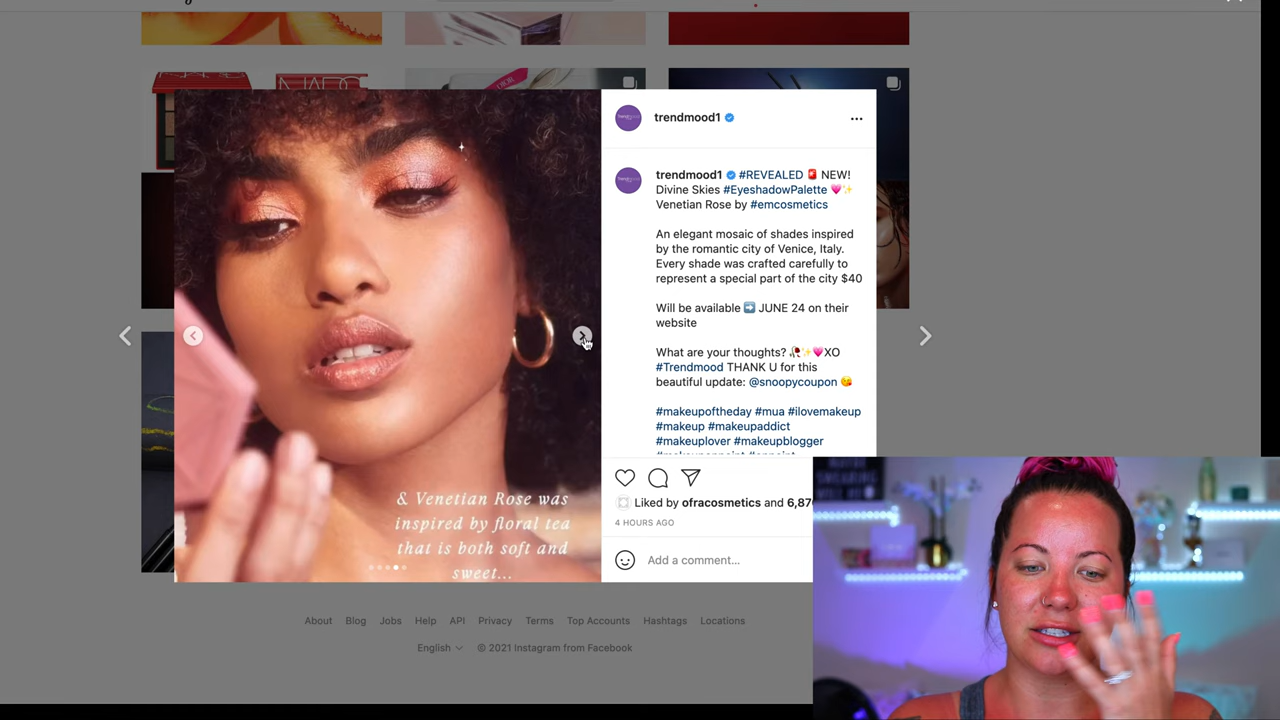 NARS
DIOR
trendmood1
trendmood1 #REVEALED 🚨 NEW!
Divine Skies #EyeshadowPalette 💗✨
Venetian Rose by #emcosmetics
An elegant mosaic of shades inspired
by the romantic city of Venice, Italy.
Every shade was crafted carefully to
represent a special part of the city $40
Will be available ➡️ JUNE 24 on their
website
What are your thoughts? 🥀✨💗XO
#Trendmood THANK U for this
beautiful update: @snoopycoupon 😘
#makeupoftheday #mua #ilovemakeup
#makeup #makeupaddict
#makeuplover #makeupblogger
& Venetian Rose was
inspired by floral tea
that is both soft and
sweet...
Liked by ofracosmetics and 6,87
4 HOURS AGO
Add a comment...
About Blog Jobs Help API Privacy Terms Top Accounts Hashtags Locations
English © 2021 Instagram from Facebook